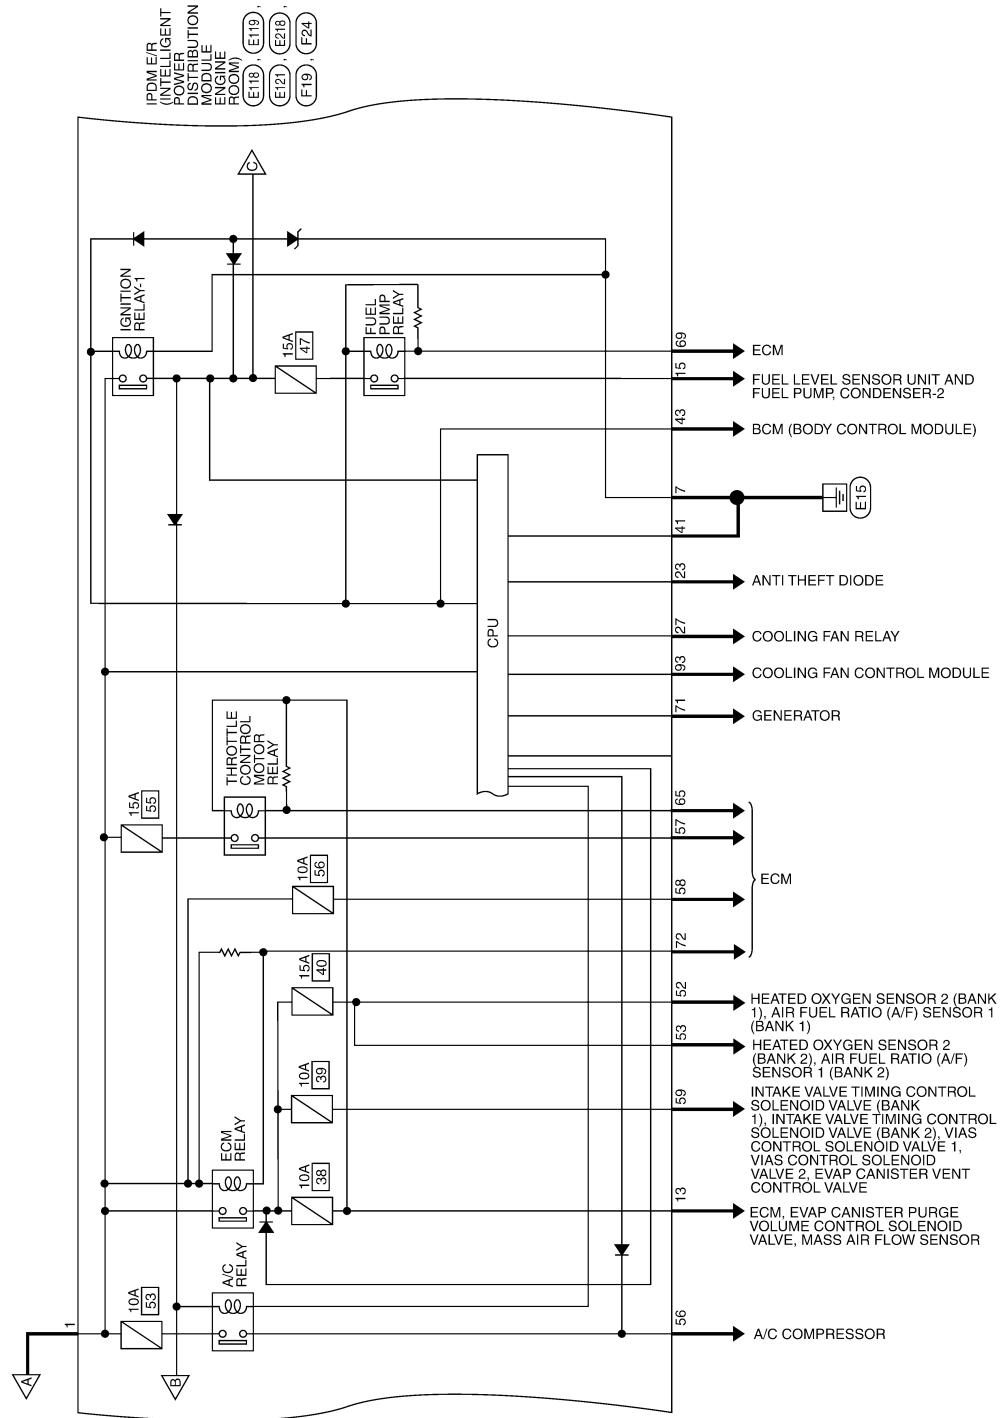 IPDM E/R
(INTELLIGENT
POWER
DISTRIBUTION
MODULE
ENGINE
ROOM)
E118 , E119 ,
E121 , E218 ,
F19 , F24
C
IGNITION
RELAY-1
15A
47
FUEL
PUMP
RELAY
69
ECM
15
FUEL LEVEL SENSOR UNIT AND
FUEL PUMP, CONDENSER-2
43
BCM (BODY CONTROL MODULE)
7
E15
41
23
ANTI THEFT DIODE
CPU
27
COOLING FAN RELAY
93
COOLING FAN CONTROL MODULE
71
GENERATOR
THROTTLE
CONTROL
MOTOR
RELAY
15A
55
65
57
10A
56
58
ECM
72
15A
40
52
HEATED OXYGEN SENSOR 2 (BANK
1), AIR FUEL RATIO (A/F) SENSOR 1
(BANK 1)
53
HEATED OXYGEN SENSOR 2
(BANK 2), AIR FUEL RATIO (A/F)
SENSOR 1 (BANK 2)
10A
39
59
INTAKE VALVE TIMING CONTROL
SOLENOID VALVE (BANK
1), INTAKE VALVE TIMING CONTROL
SOLENOID VALVE (BANK 2), VIAS
CONTROL SOLENOID VALVE 1,
VIAS CONTROL SOLENOID
VALVE 2, EVAP CANISTER VENT
CONTROL VALVE
ECM
RELAY
10A
38
13
ECM, EVAP CANISTER PURGE
VOLUME CONTROL SOLENOID
VALVE, MASS AIR FLOW SENSOR
A/C
RELAY
10A
53
1
56
A/C COMPRESSOR
A
B